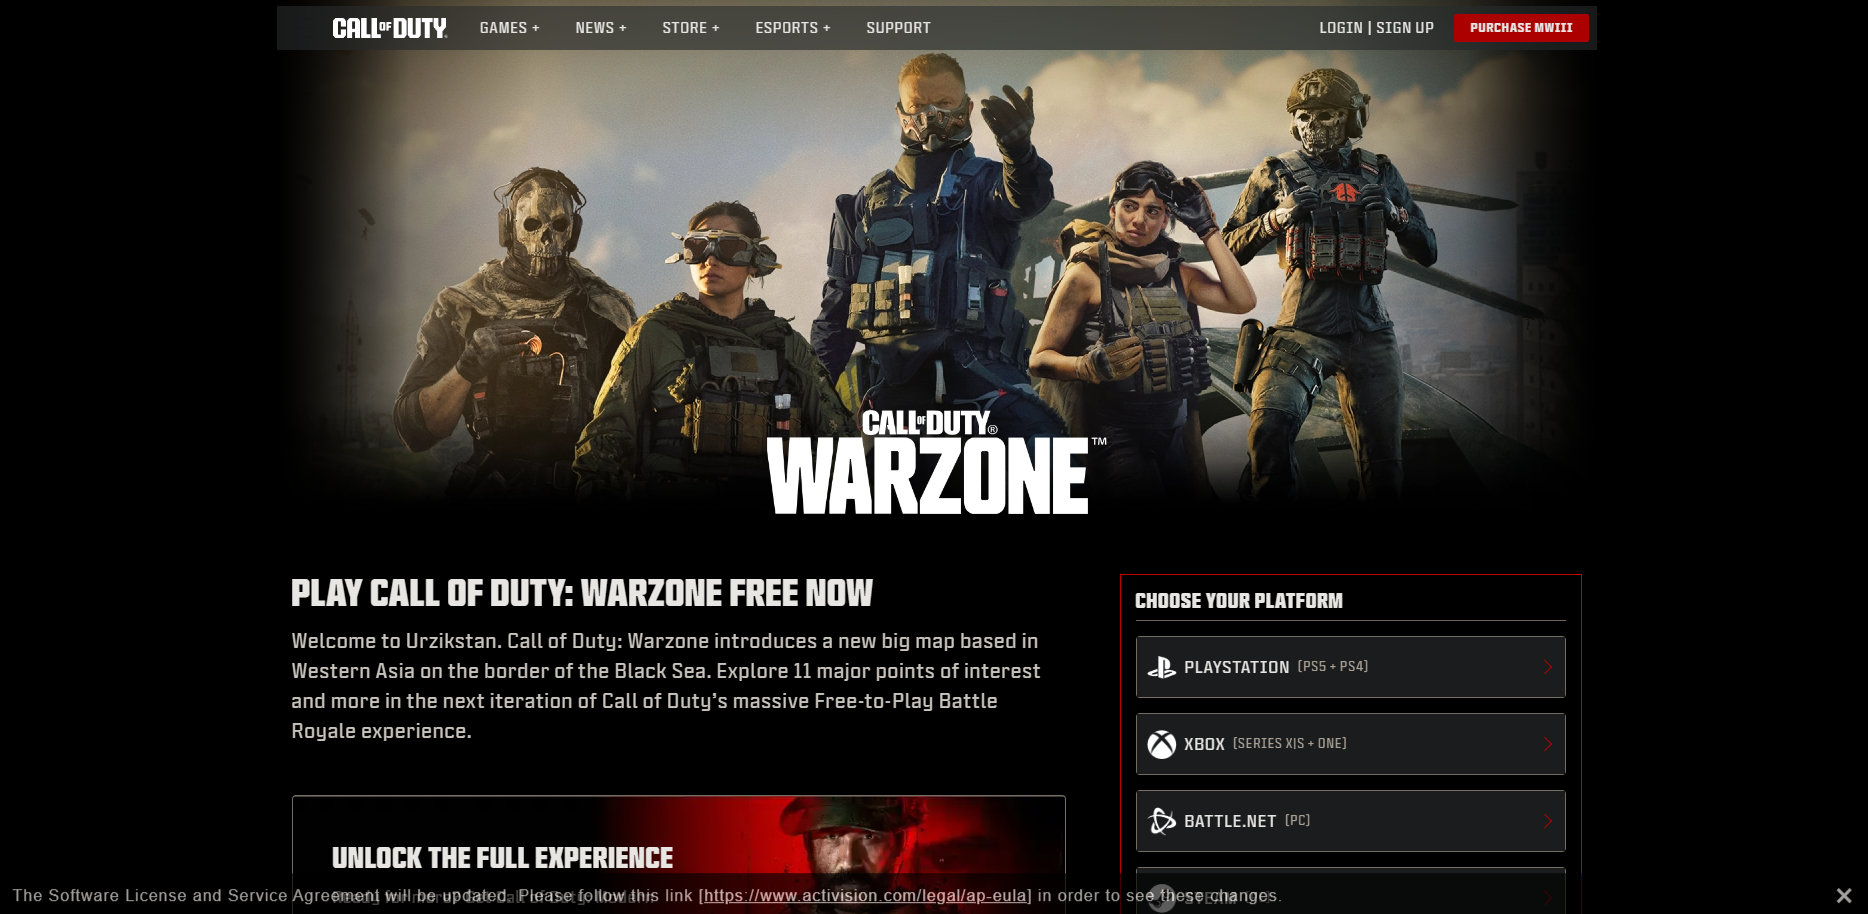 CALL OF DUTY
GAMES +
NEWS +
STORE +
ESPORTS +
SUPPORT
LOGIN | SIGN UP
PURCHASE MWIII
CALL OF DUTY®
WARZONE™
PLAY CALL OF DUTY: WARZONE FREE NOW
Welcome to Urzikstan. Call of Duty: Warzone introduces a new big map based in
Western Asia on the border of the Black Sea. Explore 11 major points of interest
and more in the next iteration of Call of Duty’s massive Free-to-Play Battle
Royale experience.
UNLOCK THE FULL EXPERIENCE
CHOOSE YOUR PLATFORM
PLAYSTATION [PS5 + PS4]
XBOX [SERIES X|S + ONE]
BATTLE.NET [PC]
STEAM
The Software License and Service Agreement will be updated. Please follow this link [https://www.activision.com/legal/ap-eula] in order to see these changes.